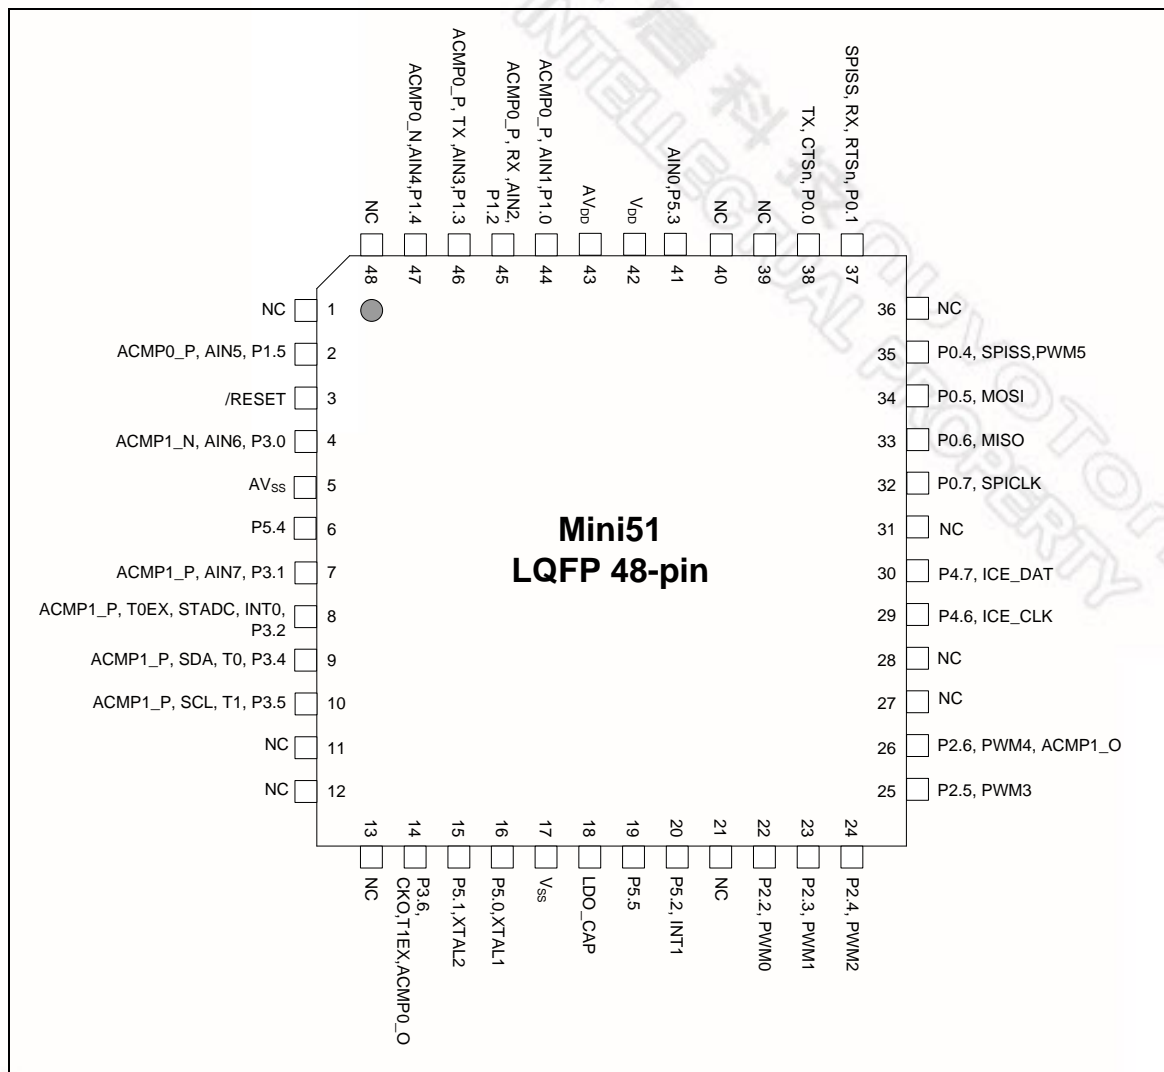 ACMP0_N,AIN4,P1.4
ACMP0_P, TX ,AIN3,P1.3
ACMP0_P, RX ,AIN2,
P1.2
ACMP0_P, AIN1,P1.0
AVDD
VDD
AIN0,P5.3
NC
NC
TX, CTSn, P0.0
SPISS, RX, RTSn, P0.1
NC
48
47
46
45
44
43
42
41
40
39
38
37
NC
1
ACMP0_P, AIN5, P1.5
2
/RESET
3
ACMP1_N, AIN6, P3.0
4
AVSS
5
P5.4
6
ACMP1_P, AIN7, P3.1
7
ACMP1_P, T0EX, STADC, INT0,
P3.2
8
ACMP1_P, SDA, T0, P3.4
9
ACMP1_P, SCL, T1, P3.5
10
NC
11
NC
12
Mini51
LQFP 48-pin
36
NC
35
P0.4, SPISS,PWM5
34
P0.5, MOSI
33
P0.6, MISO
32
P0.7, SPICLK
31
NC
30
P4.7, ICE_DAT
29
P4.6, ICE_CLK
28
NC
27
NC
26
P2.6, PWM4, ACMP1_O
25
P2.5, PWM3
13
14
15
16
17
18
19
20
21
22
23
24
NC
P3.6,
CKO,T1EX,ACMP0_O
P5.1,XTAL2
P5.0,XTAL1
VSS
LDO_CAP
P5.5
P5.2, INT1
NC
P2.2, PWM0
P2.3, PWM1
P2.4, PWM2
唐科技 nuvoTon
INTELLECTUAL PROPERTY